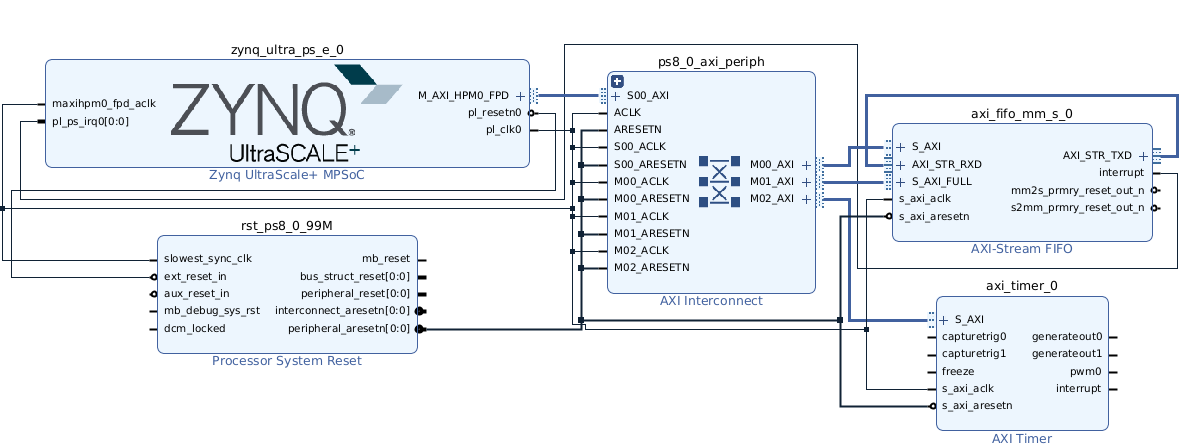 zynq_ultra_ps_e_0
maxihpm0_fpd_aclk
pl_ps_irq0[0:0]
ZYNQ®
UltraSCALE+
M_AXI_HPM0_FPD
pl_resetn0
pl_clk0
Zynq UltraScale+ MPSoC
rst_ps8_0_99M
slowest_sync_clk
ext_reset_in
aux_reset_in
mb_debug_sys_rst
dcm_locked
mb_reset
bus_struct_reset[0:0]
peripheral_reset[0:0]
interconnect_aresetn[0:0]
peripheral_aresetn[0:0]
Processor System Reset
ps8_0_axi_periph
S00_AXI
ACLK
ARESETN
S00_ACLK
S00_ARESETN
M00_ACLK
M00_ARESETN
M01_ACLK
M01_ARESETN
M02_ACLK
M02_ARESETN
M00_AXI
M01_AXI
M02_AXI
AXI Interconnect
axi_fifo_mm_s_0
S_AXI
AXI_STR_RXD
S_AXI_FULL
s_axi_aclk
s_axi_aresetn
AXI_STR_TXD
interrupt
mm2s_prmry_reset_out_n
s2mm_prmry_reset_out_n
AXI-Stream FIFO
axi_timer_0
S_AXI
capturetrig0
capturetrig1
freeze
s_axi_aclk
s_axi_aresetn
generateout0
generateout1
pwm0
interrupt
AXI Timer